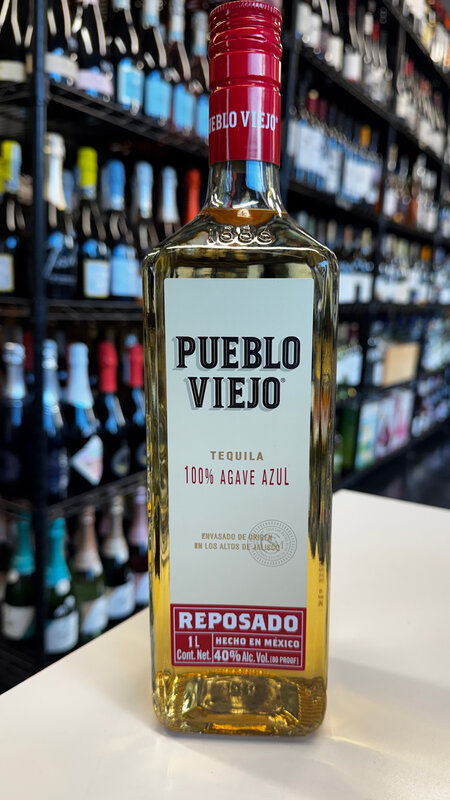 PUEBLO VIEJO®
1889
PUEBLO
VIEJO®
TEQUILA
100% AGAVE AZUL
ENVASADO DE ORIGEN
EN LOS ALTOS DE JALISCO
REPOSADO
1L
HECHO EN MÉXICO
Cont. Net. 40% Alc. Vol. (80 PROOF)